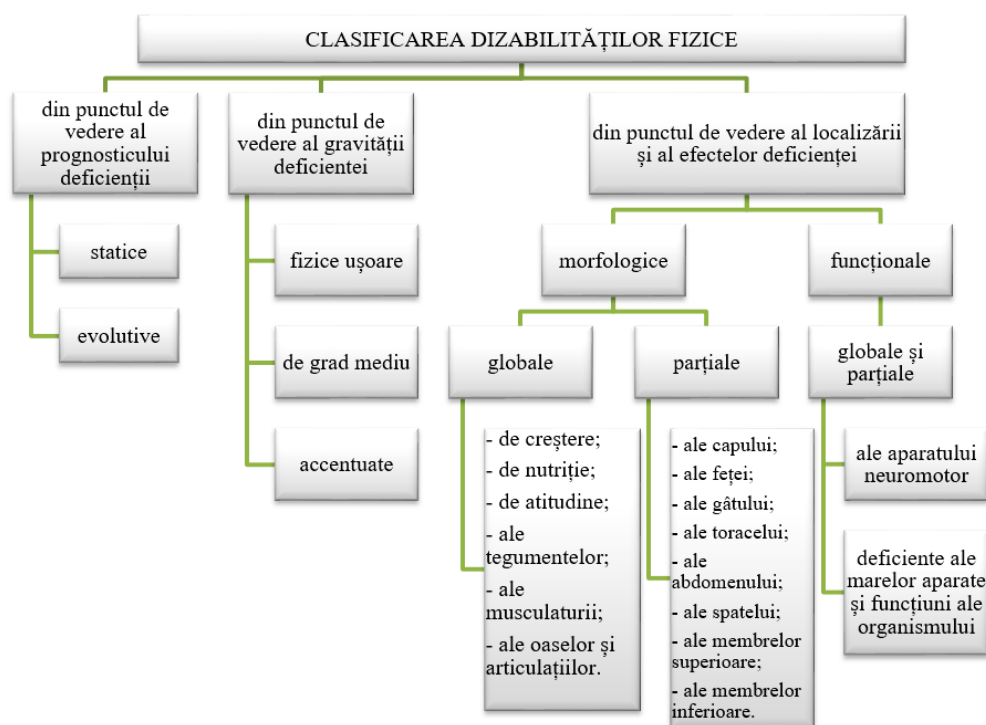 CLASIFICAREA DIZABILITĂȚILOR FIZICE
din punctul de
vedere al
prognosticului
deficienții
statice
evolutive
din punctul de
vedere al gravității
deficientei
fizice ușoare
de grad mediu
accentuate
din punctul de vedere al localizării
și al efectelor deficienței
morfologice
globale
- de creștere;
- de nutriție;
- de atitudine;
- ale
tegumentelor;
- ale
musculaturii;
- ale oaselor și
articulațiilor.
parțiale
- ale capului;
- ale feței;
- ale gâtului;
- ale toracelui;
- ale
abdomenului;
- ale spatelui;
- ale membrelor
superioare;
- ale membrelor
inferioare.
funcționale
globale și
parțiale
ale aparatului
neuromotor
deficiente ale
marelor aparate
și funcțiuni ale
organismului